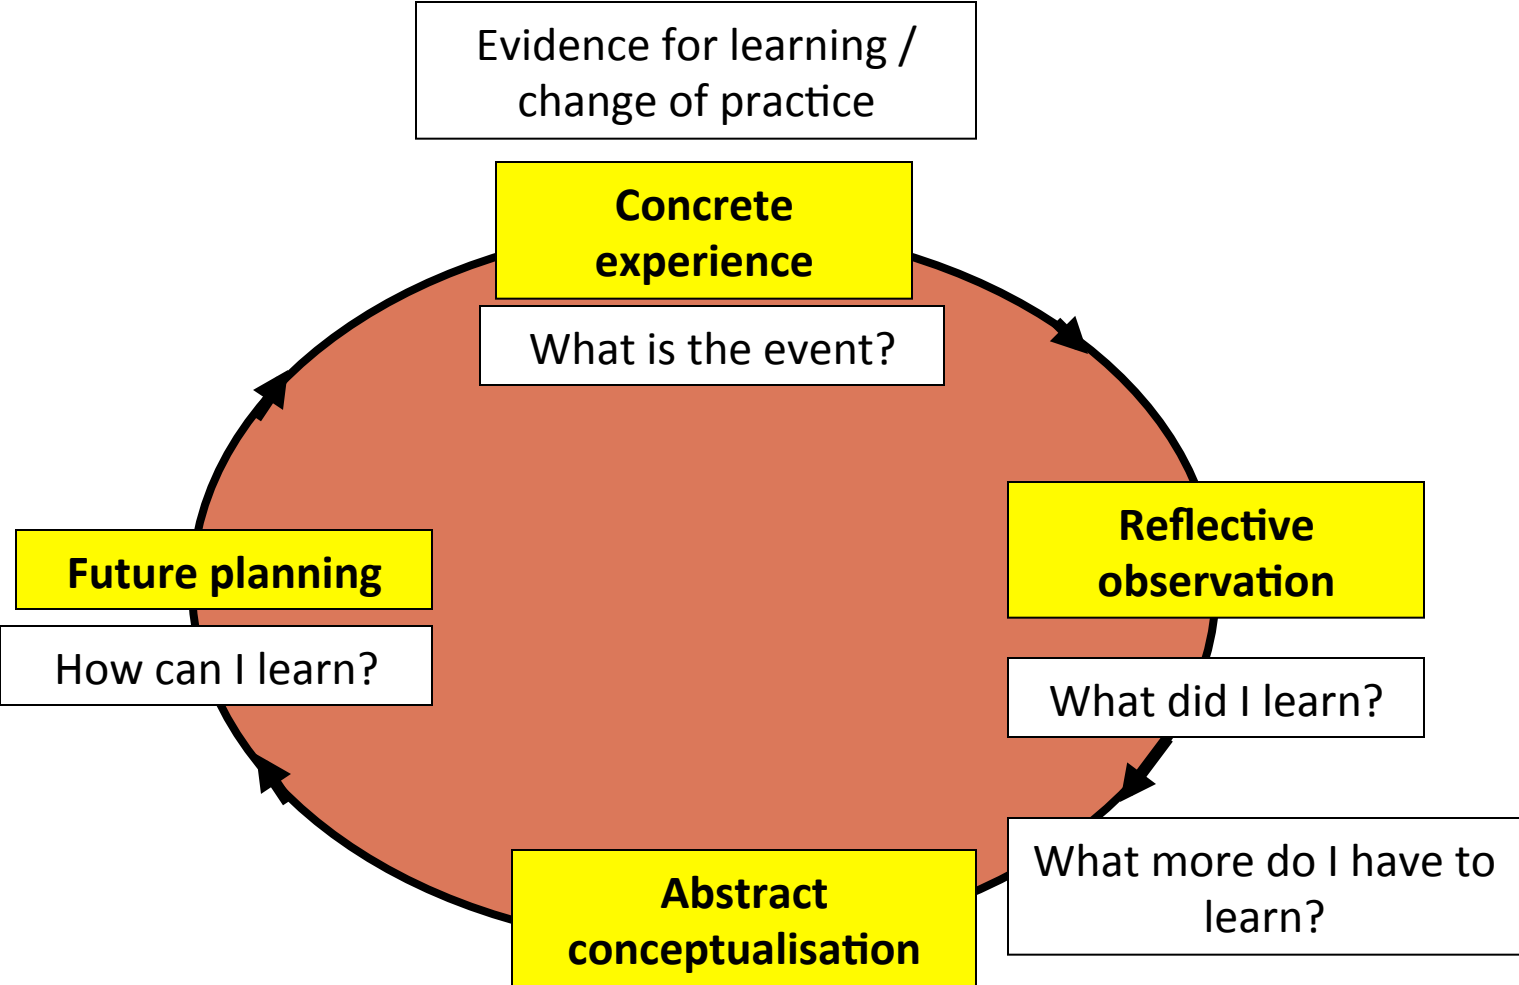 Evidence for learning /
change of practice
Concrete
experience
What is the event?
Reflective
observation
What did I learn?
What more do I have to
learn?
Abstract
conceptualisation
Future planning
How can I learn?